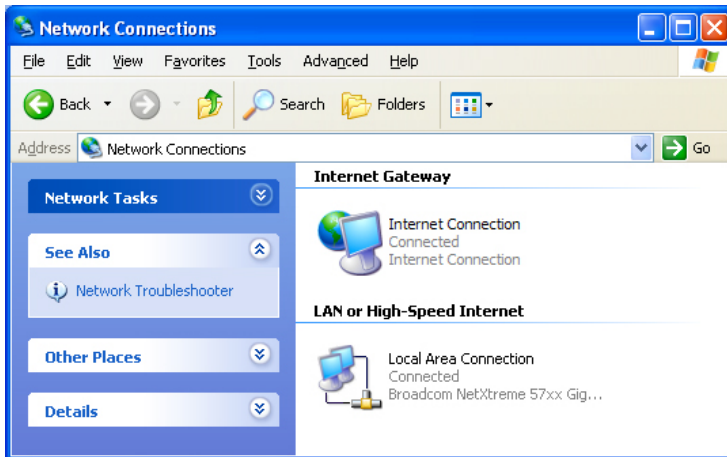 Network Connections
File Edit View Favorites Tools Advanced Help
Back Search Folders
Address Network Connections Go
Network Tasks
See Also
Network Troubleshooter
Other Places
Details
Internet Gateway
Internet Connection
Connected
Internet Connection
LAN or High-Speed Internet
Local Area Connection
Connected
Broadcom NetXtreme 57xx Gig...